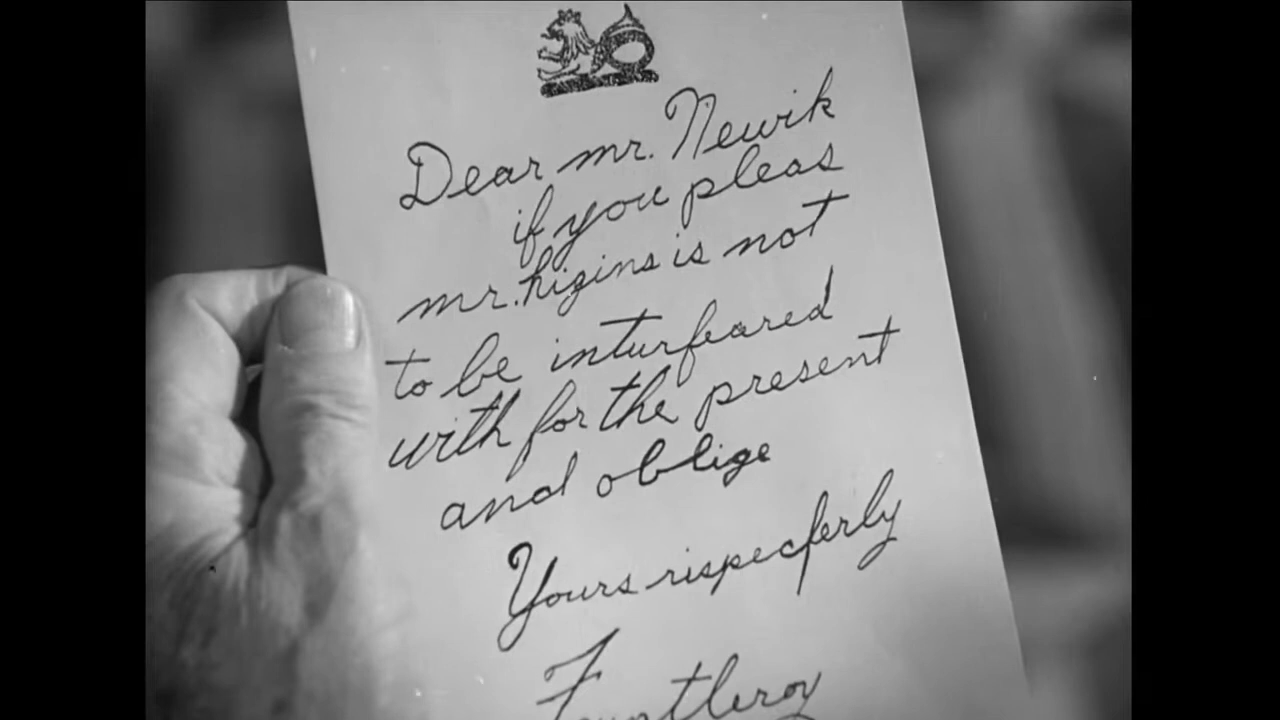 Dear mr. Newik
if you pleas
mr. higins is not
to be inturfeared
with for the present
and oblige
Yours rispecferly
Fauntleroy